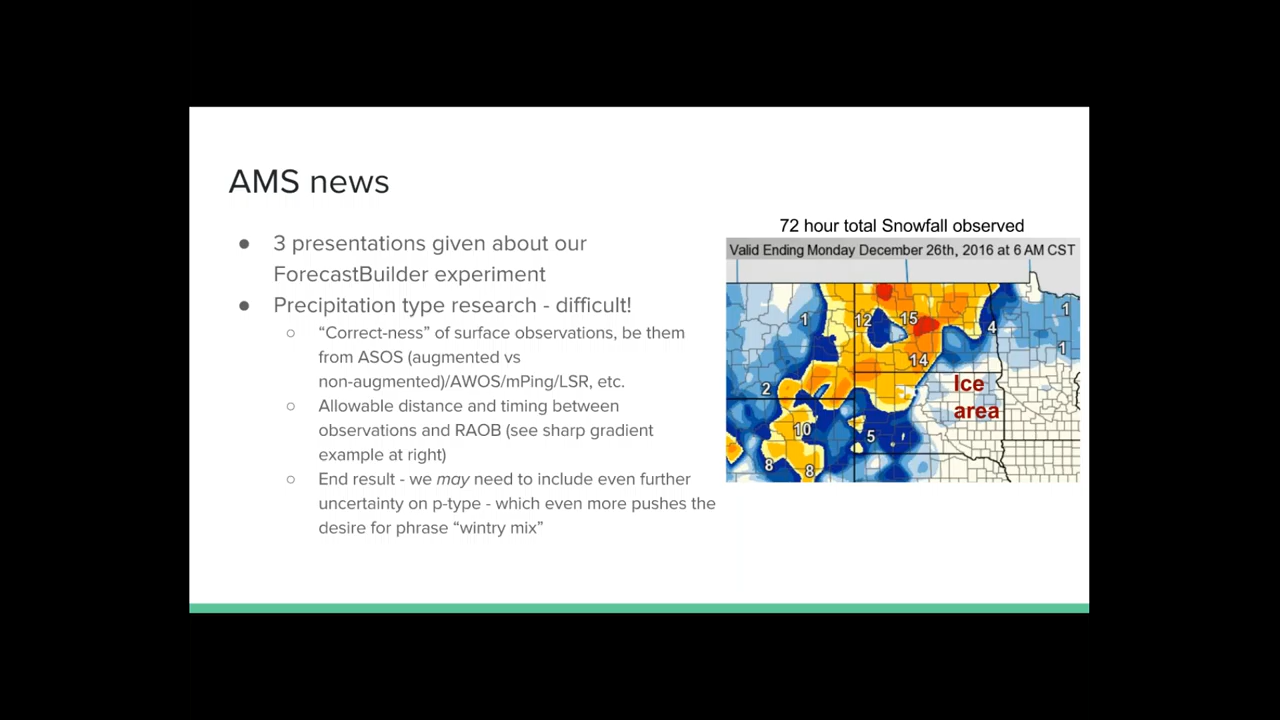 AMS news
● 3 presentations given about our
ForecastBuilder experiment
● Precipitation type research - difficult!
○ “Correct-ness” of surface observations, be them
from ASOS (augmented vs
non-augmented)/AWOS/mPing/LSR, etc.
○ Allowable distance and timing between
observations and RAOB (see sharp gradient
example at right)
○ End result - we may need to include even further
uncertainty on p-type - which even more pushes the
desire for phrase “wintry mix”
72 hour total Snowfall observed
Valid Ending Monday December 26th, 2016 at 6 AM CST
1
12
15
4
1
1
14
2
Ice
area
10
5
8
8